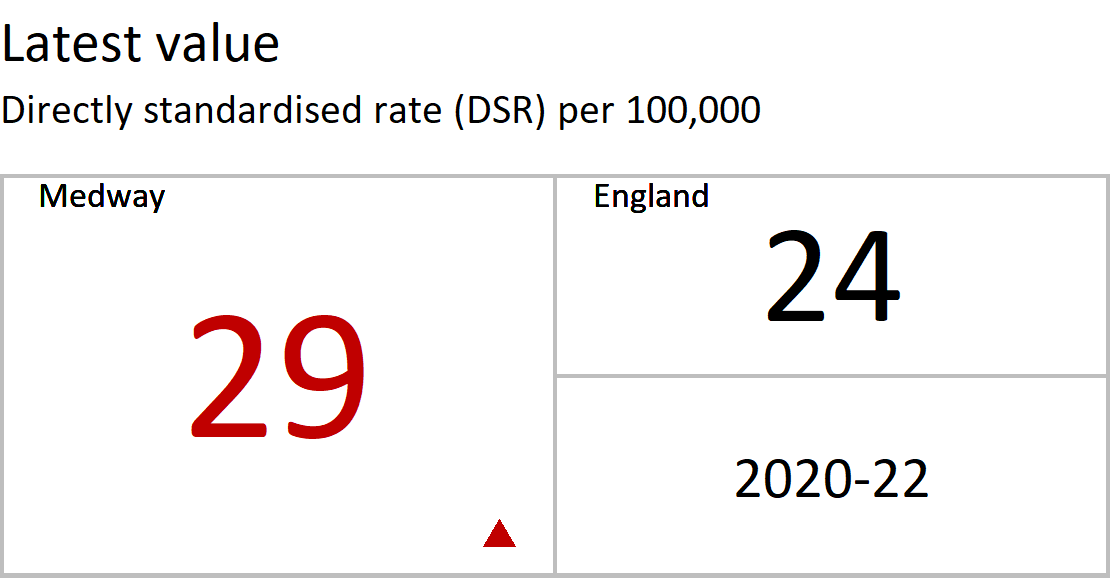 Latest value
Directly standardised rate (DSR) per 100,000
Medway
29
England
24
2020-22